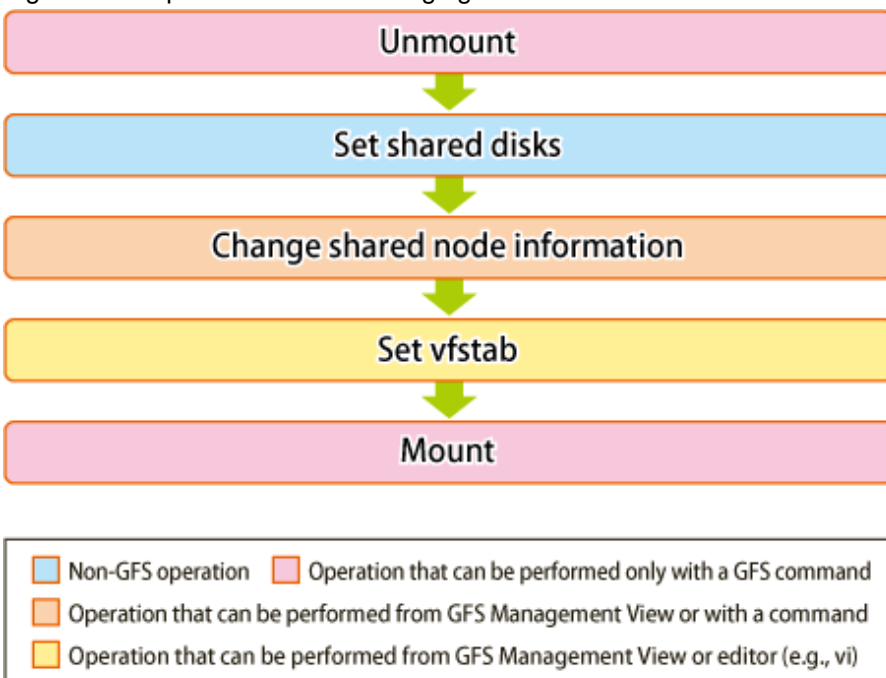 Unmount
Set shared disks
Change shared node information
Set vfstab
Mount
Non-GFS operation Operation that can be performed only with a GFS command
Operation that can be performed from GFS Management View or with a command
Operation that can be performed from GFS Management View or editor (e.g., vi)